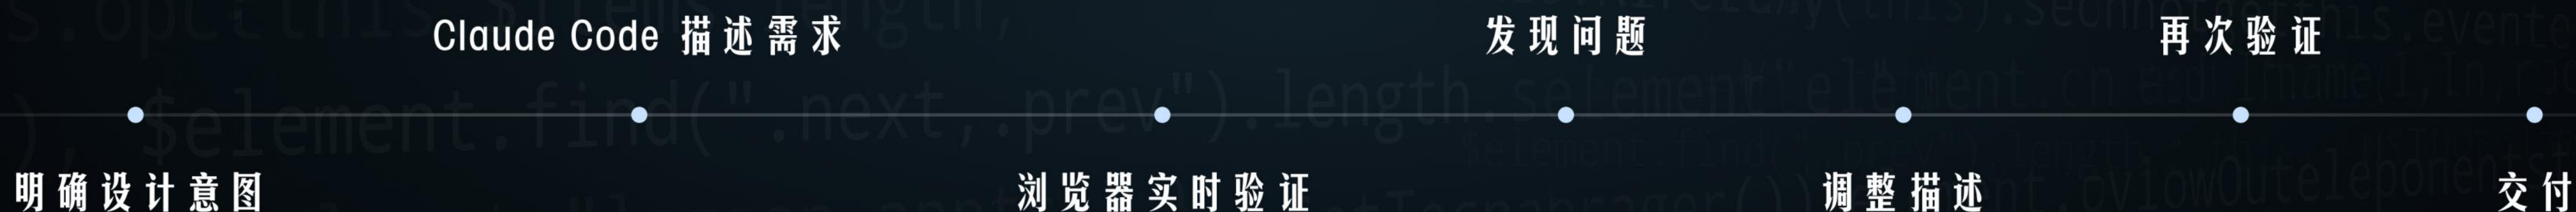 Claude Code 描述需求
发现问题
再次验证
明确设计意图
浏览器实时验证
调整描述
交付